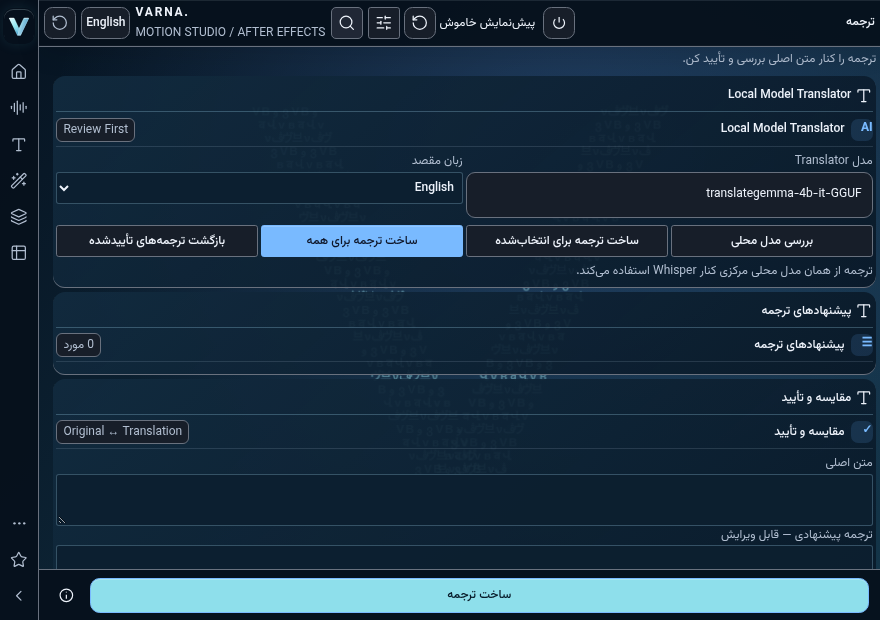 English
VARNA.
MOTION STUDIO / AFTER EFFECTS
پیش‌نمایش خاموش
ترجمه
ترجمه را کنار متن اصلی بررسی و تأیید کن.
Local Model Translator
AI
Local Model Translator
Review First
مدل Translator
زبان مقصد
translategemma-4b-it-GGUF
English
بررسی مدل محلی
ساخت ترجمه برای انتخاب‌شده
ساخت ترجمه برای همه
بازگشت ترجمه‌های تأییدشده
ترجمه از همان مدل محلی مرکزی کنار Whisper استفاده می‌کند.
پیشنهادهای ترجمه
پیشنهادهای ترجمه
0 مورد
مقایسه و تأیید
مقایسه و تأیید
Original ↔ Translation
متن اصلی
ترجمه پیشنهادی — قابل ویرایش
ساخت ترجمه